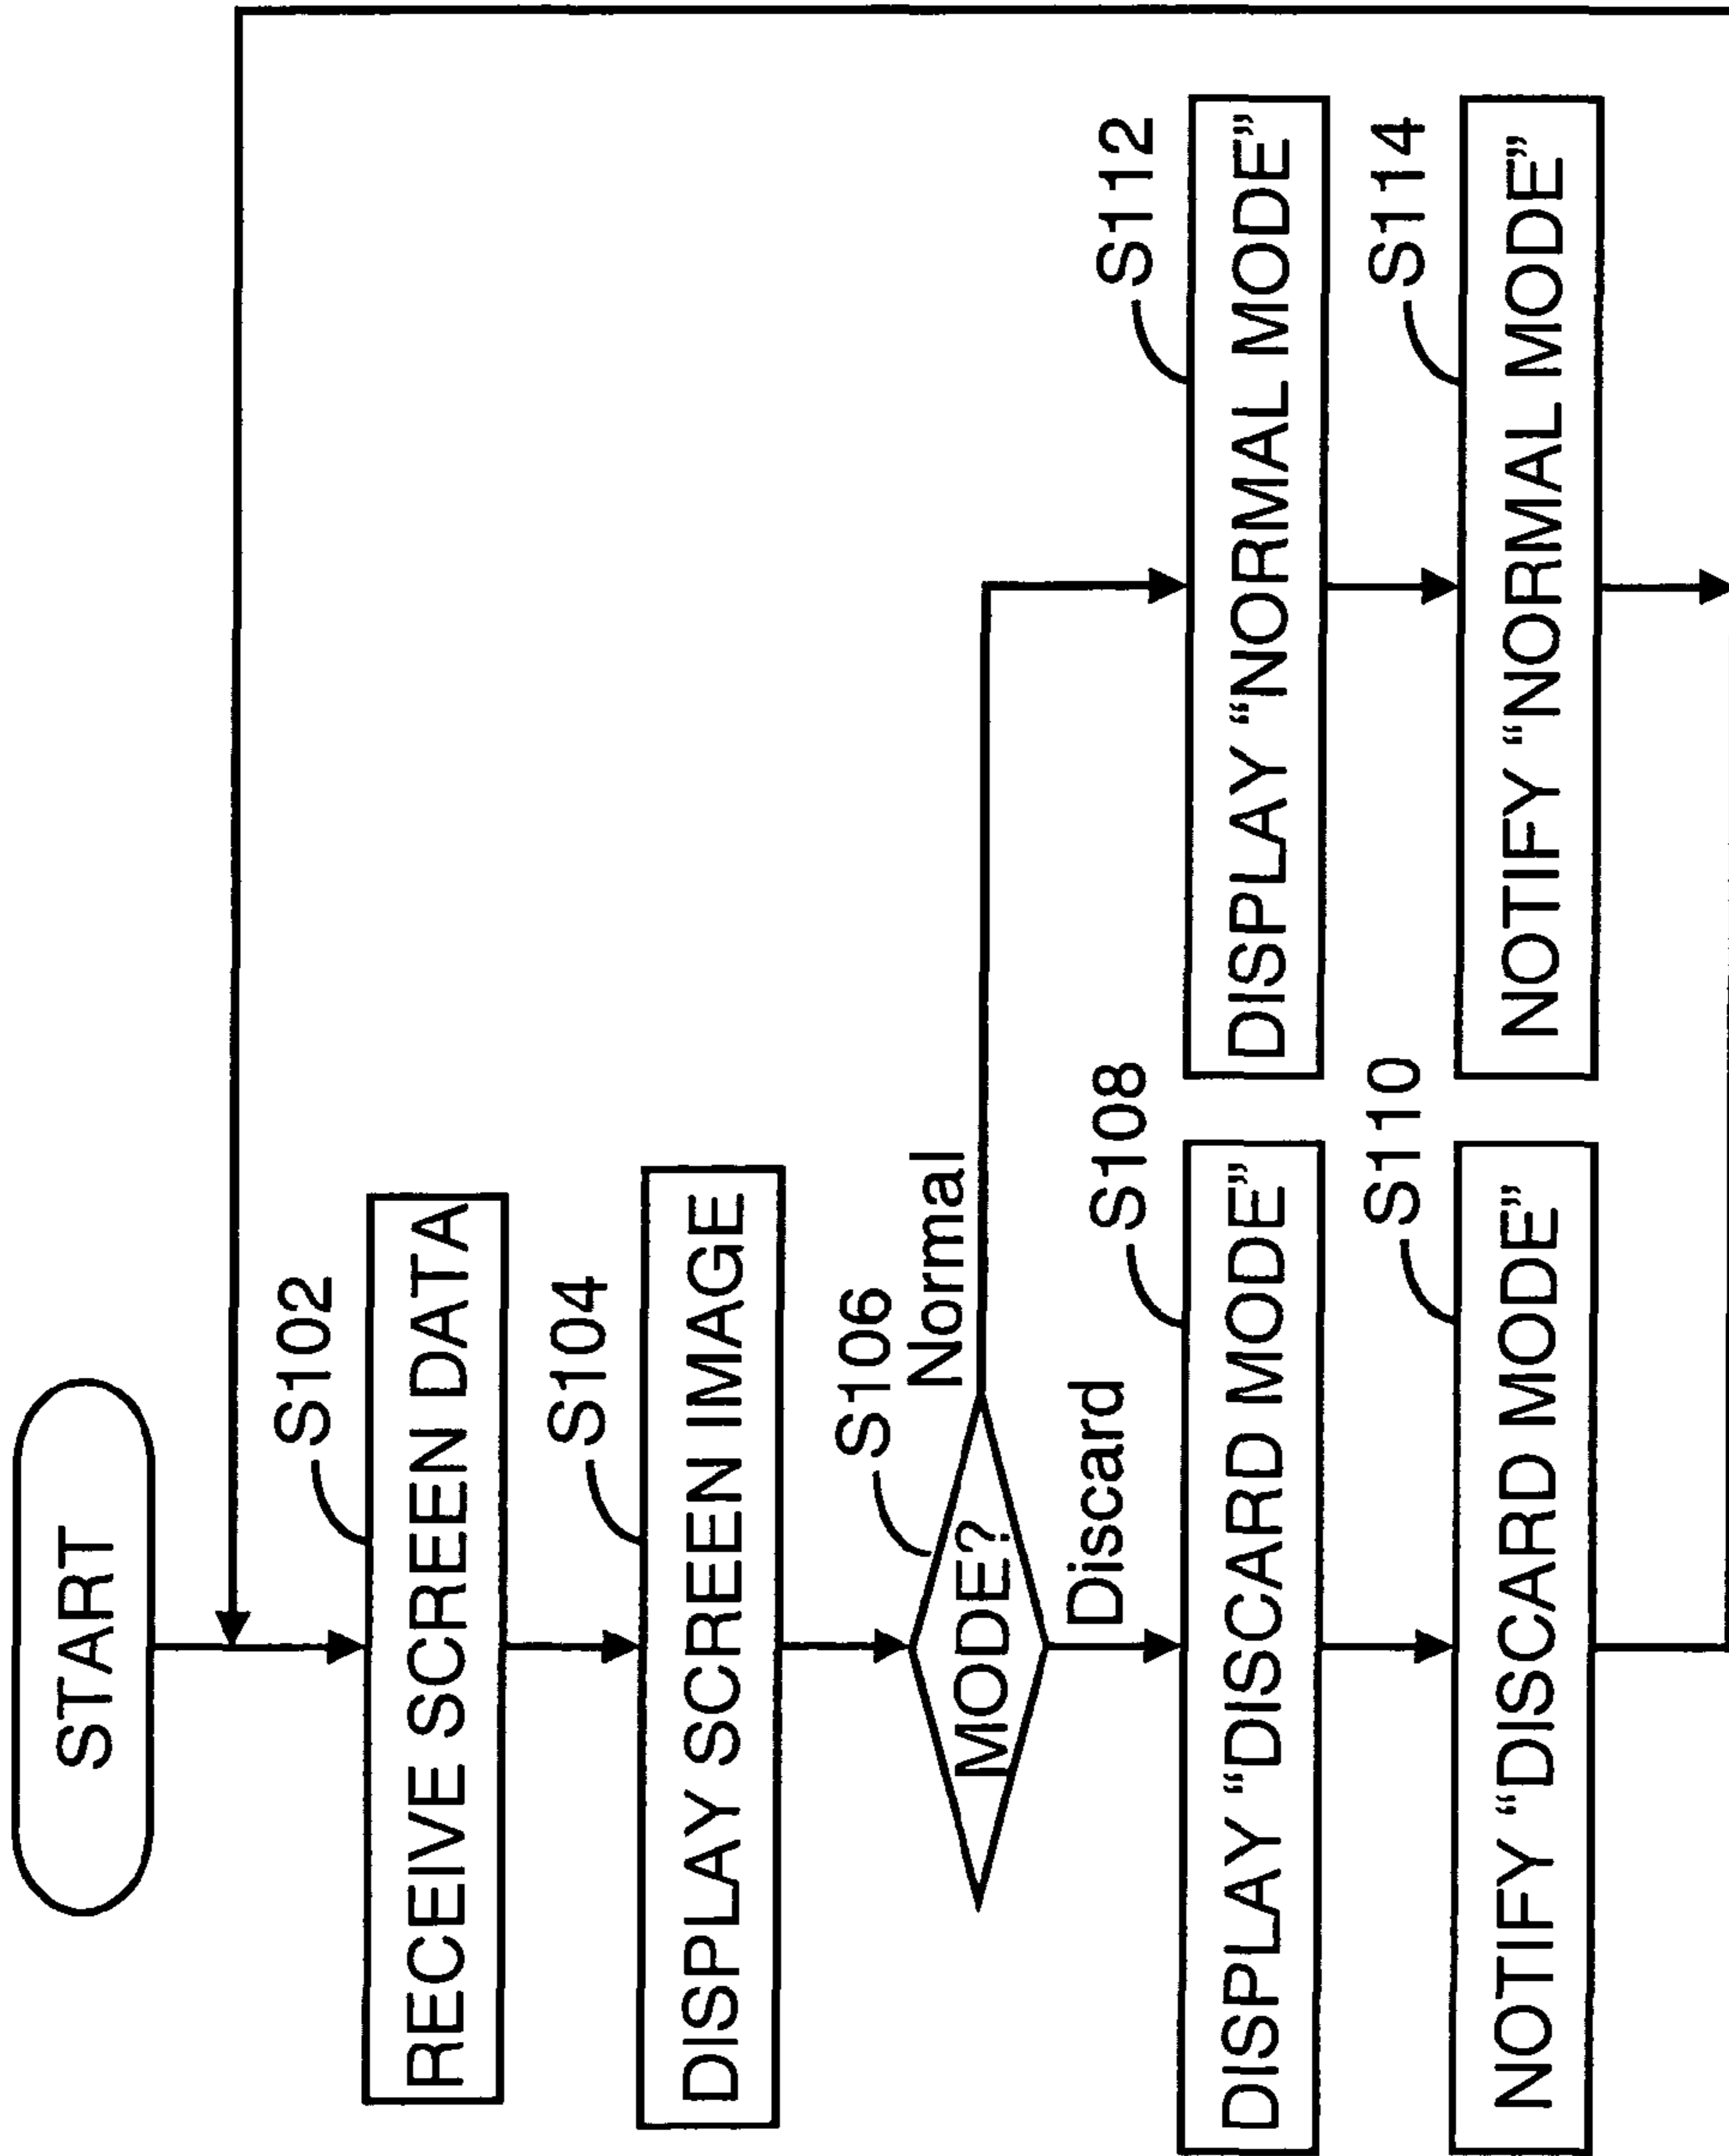 START
S102
RECEIVE SCREEN DATA
S104
DISPLAY SCREEN IMAGE
S106
MODE?
Normal
Discard
S108
DISPLAY “DISCARD MODE”
S110
NOTIFY “DISCARD MODE”
S112
DISPLAY “NORMAL MODE”
S114
NOTIFY “NORMAL MODE”